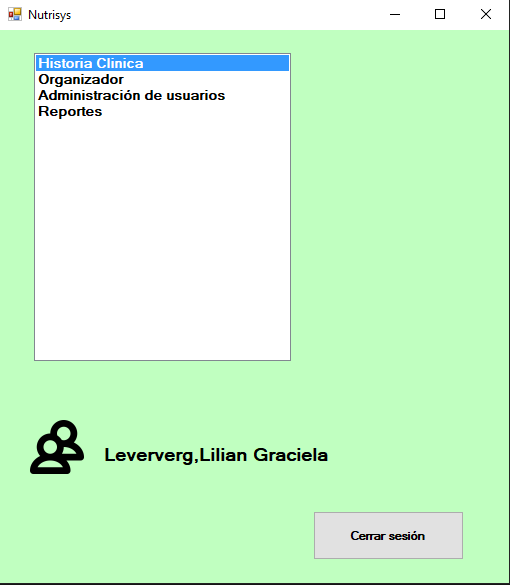 Nutrisys
Historia Clinica
Organizador
Administración de usuarios
Reportes
Leververg,Lilian Graciela
Cerrar sesión